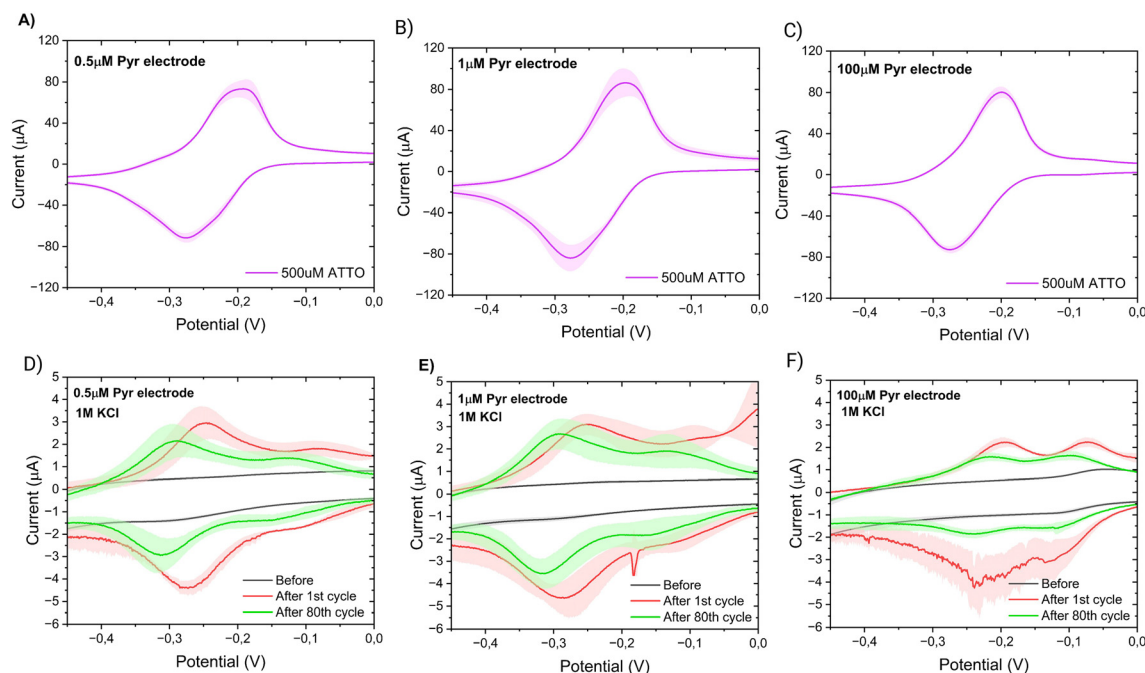 A)
0.5μM Pyr electrode
120
80
40
0
−40
−80
−120
Current (μA)
500uM ATTO
−0,4
−0,3
−0,2
−0,1
0,0
Potential (V)
B)
1μM Pyr electrode
120
80
40
0
−40
−80
−120
Current (μA)
500uM ATTO
−0,4
−0,3
−0,2
−0,1
0,0
Potential (V)
C)
100μM Pyr electrode
120
80
40
0
−40
−80
−120
Current (μA)
500uM ATTO
−0,4
−0,3
−0,2
−0,1
0,0
Potential (V)
D)
0.5μM Pyr electrode
1M KCl
5
4
3
2
1
0
−1
−2
−3
−4
−5
−6
Current (μA)
Before
After 1st cycle
After 80th cycle
−0,4
−0,3
−0,2
−0,1
0,0
Potential (V)
E)
1μM Pyr electrode
1M KCl
5
4
3
2
1
0
−1
−2
−3
−4
−5
−6
Current (μA)
Before
After 1st cycle
After 80th cycle
−0,4
−0,3
−0,2
−0,1
0,0
Potential (V)
F)
100μM Pyr electrode
1M KCl
5
4
3
2
1
0
−1
−2
−3
−4
−5
−6
Current (μA)
Before
After 1st cycle
After 80th cycle
−0,4
−0,3
−0,2
−0,1
0,0
Potential (V)